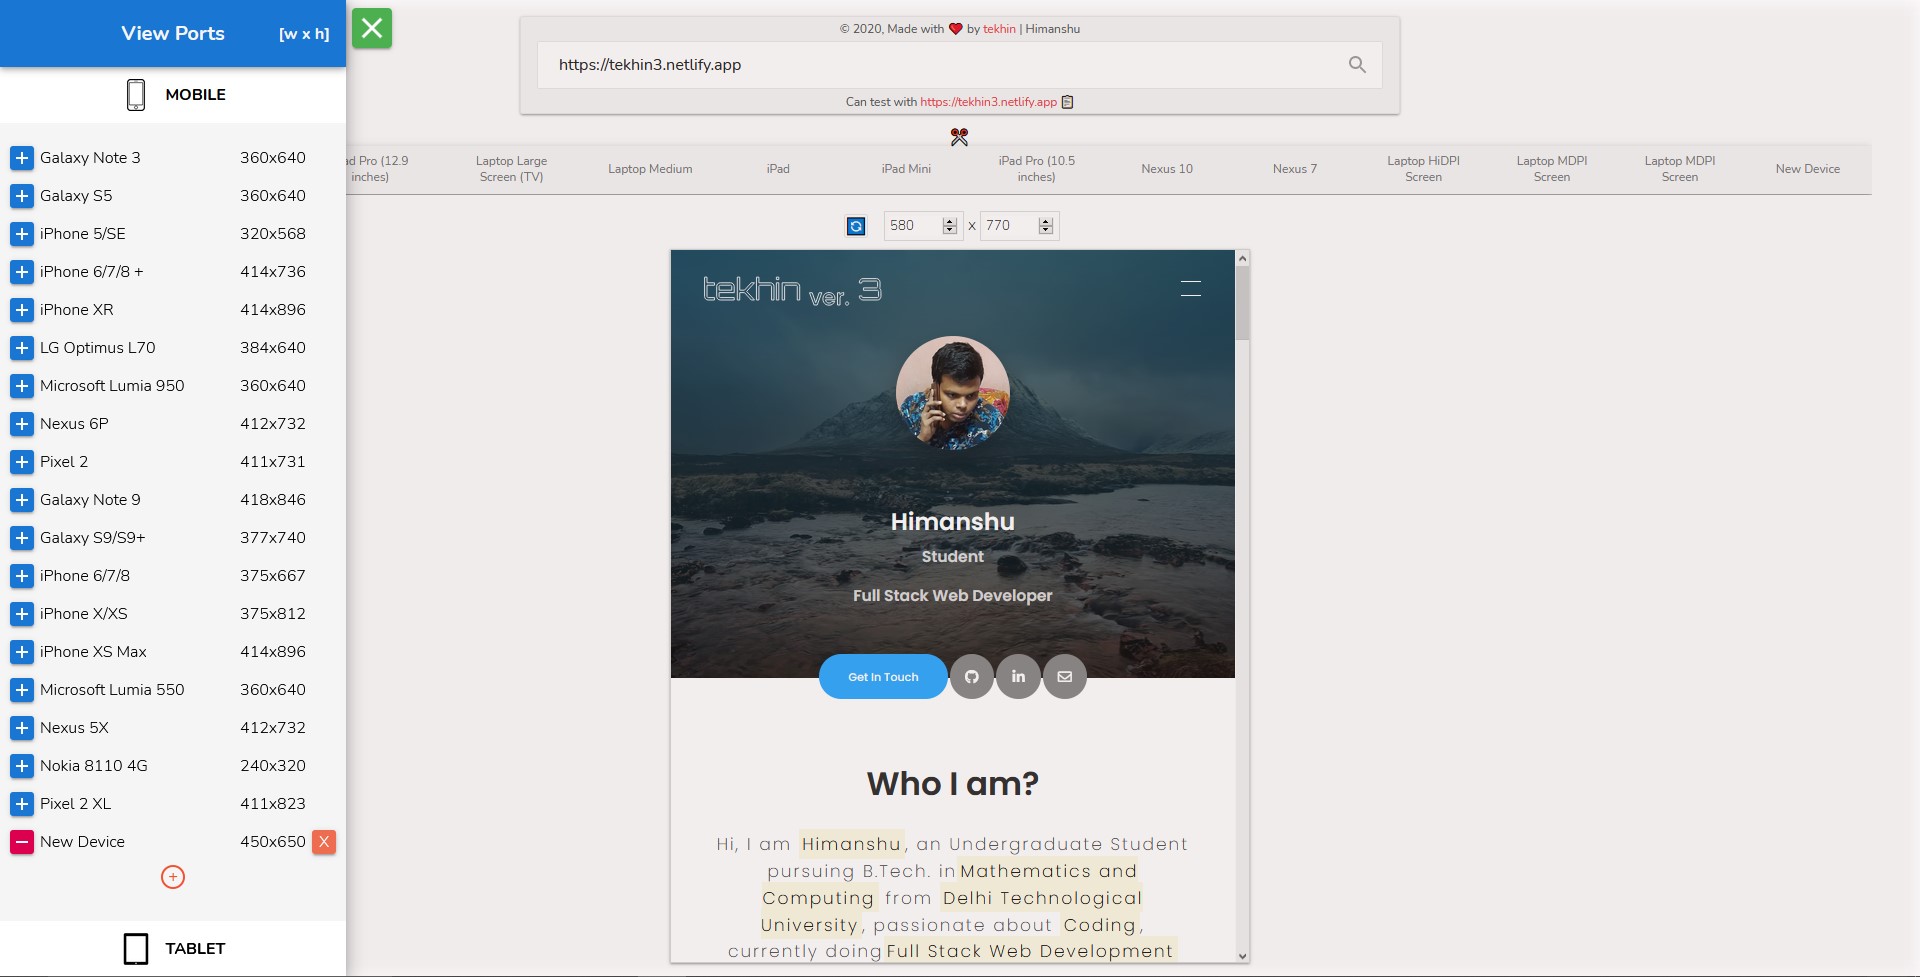 View Ports [w x h]
MOBILE
Galaxy Note 3 360x640
Galaxy S5 360x640
iPhone 5/SE 320x568
iPhone 6/7/8 + 414x736
iPhone XR 414x896
LG Optimus L70 384x640
Microsoft Lumia 950 360x640
Nexus 6P 412x732
Pixel 2 411x731
Galaxy Note 9 418x846
Galaxy S9/S9+ 377x740
iPhone 6/7/8 375x667
iPhone X/XS 375x812
iPhone XS Max 414x896
Microsoft Lumia 550 360x640
Nexus 5X 412x732
Nokia 8110 4G 240x320
Pixel 2 XL 411x823
New Device 450x650 X
TABLET
© 2020, Made with ❤ by tekhin | Himanshu
https://tekhin3.netlify.app
Can test with https://tekhin3.netlify.app
ad Pro (12.9
inches)
Laptop Large
Screen (TV)
Laptop Medium
iPad
iPad Mini
iPad Pro (10.5
inches)
Nexus 10
Nexus 7
Laptop HiDPI
Screen
Laptop MDPI
Screen
Laptop MDPI
Screen
New Device
580 x 770
tekhin ver. 3
Himanshu
Student
Full Stack Web Developer
Get In Touch
in
Who I am?
Hi, I am Himanshu, an Undergraduate Student
pursuing B.Tech. in Mathematics and
Computing from Delhi Technological
University, passionate about Coding,
currently doing Full Stack Web Development